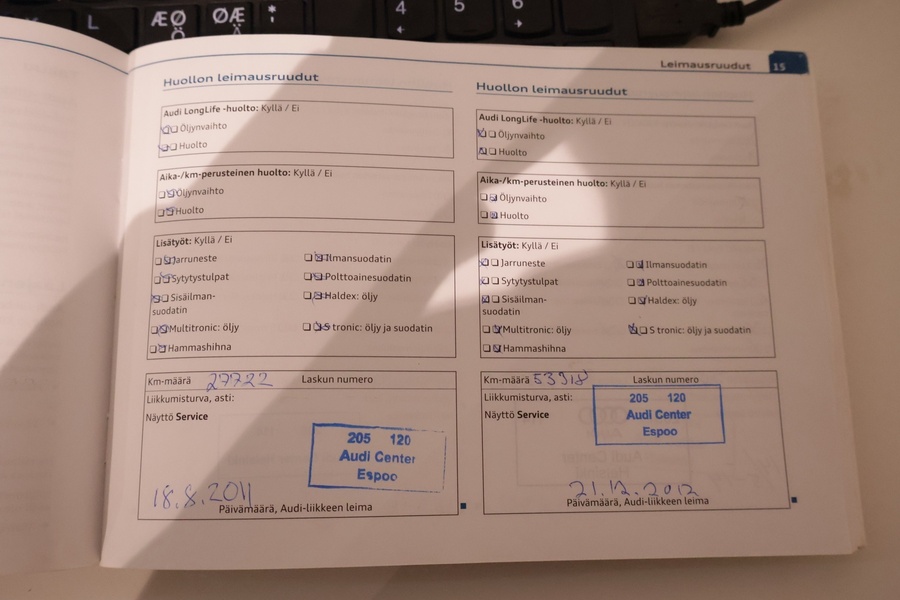 L
ÆØ
Ö
ØÆ
Ä
*
'
4
5
6
Leimausruudut 15
Huollon leimausruudut
Audi LongLife -huolto: Kyllä / Ei
Öljynvaihto
Huolto
Aika-/km-perusteinen huolto: Kyllä / Ei
Öljynvaihto
Huolto
Lisätyöt: Kyllä / Ei
Jarruneste
Ilmansuodatin
Sytytystulpat
Polttoainesuodatin
Sisäilman-
suodatin
Haldex: öljy
Multitronic: öljy
S tronic: öljy ja suodatin
Hammashihna
Km-määrä 27722 Laskun numero
Liikkumisturva, asti:
Näyttö Service
205 120
Audi Center
Espoo
18.8.2011
Päivämäärä, Audi-liikkeen leima
Huollon leimausruudut
Audi LongLife -huolto: Kyllä / Ei
Öljynvaihto
Huolto
Aika-/km-perusteinen huolto: Kyllä / Ei
Öljynvaihto
Huolto
Lisätyöt: Kyllä / Ei
Jarruneste
Ilmansuodatin
Sytytystulpat
Polttoainesuodatin
Sisäilman-
suodatin
Haldex: öljy
Multitronic: öljy
S tronic: öljy ja suodatin
Hammashihna
Km-määrä 53918 Laskun numero
Liikkumisturva, asti:
Näyttö Service
205 120
Audi Center
Espoo
21.12.2012
Päivämäärä, Audi-liikkeen leima